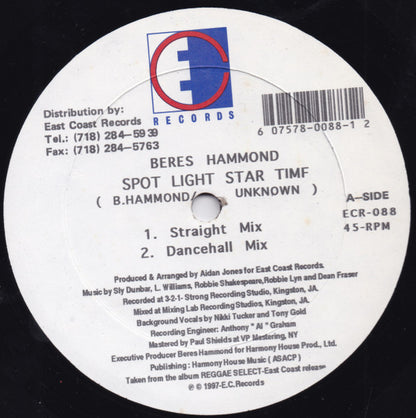 EC
RECORDS
Distribution by:
East Coast Records
Tel.: (718) 284-5939
Fax: (718) 284-5763
6 07578-0088-1 2
BERES HAMMOND
SPOT LIGHT STAR TIME
( B.HAMMOND/ UNKNOWN )
A-SIDE
ECR-088
45-RPM
1. Straight Mix
2. Dancehall Mix
Produced & Arranged by Aidan Jones for East Coast Records.
Music by Sly Dunbar, L. Williams, Robbie Shakespeare, Robbie Lyn and Dean Fraser
Recorded at 3-2-1- Strong Recording Studio, Kingston, JA.
Mixed at Mixing Lab Recording Studios, Kingston, JA.
Background Vocals by Nikki Tucker and Tony Gold
Recording Engineer: Anthony "Al" Graham
Mastered by Paul Shields at VP Mestering, NY
Executive Producer Beres Hammond for Harmony House Prod., Ltd.
Publishing : Harmony House Music ( ASACP )
Taken from the album REGGAE SELECT-East Coast release
℗ © 1997-E.C.Records